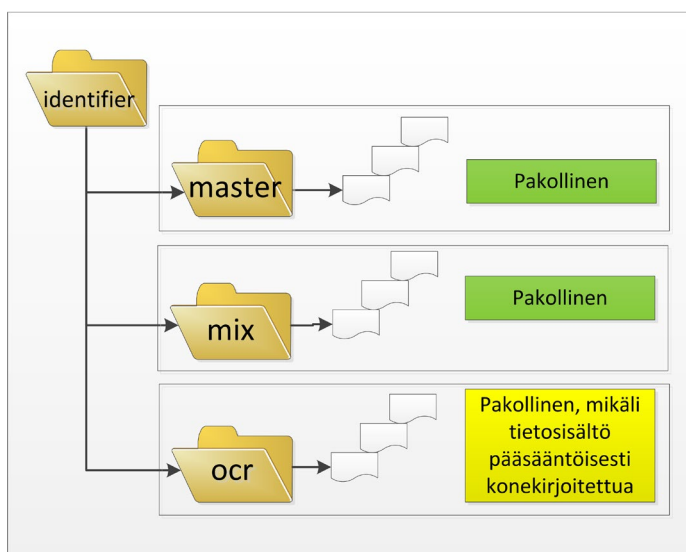 identifier
master
Pakollinen
mix
Pakollinen
ocr
Pakollinen, mikäli
tietosisältö
pääsääntöisesti
konekirjoitettua